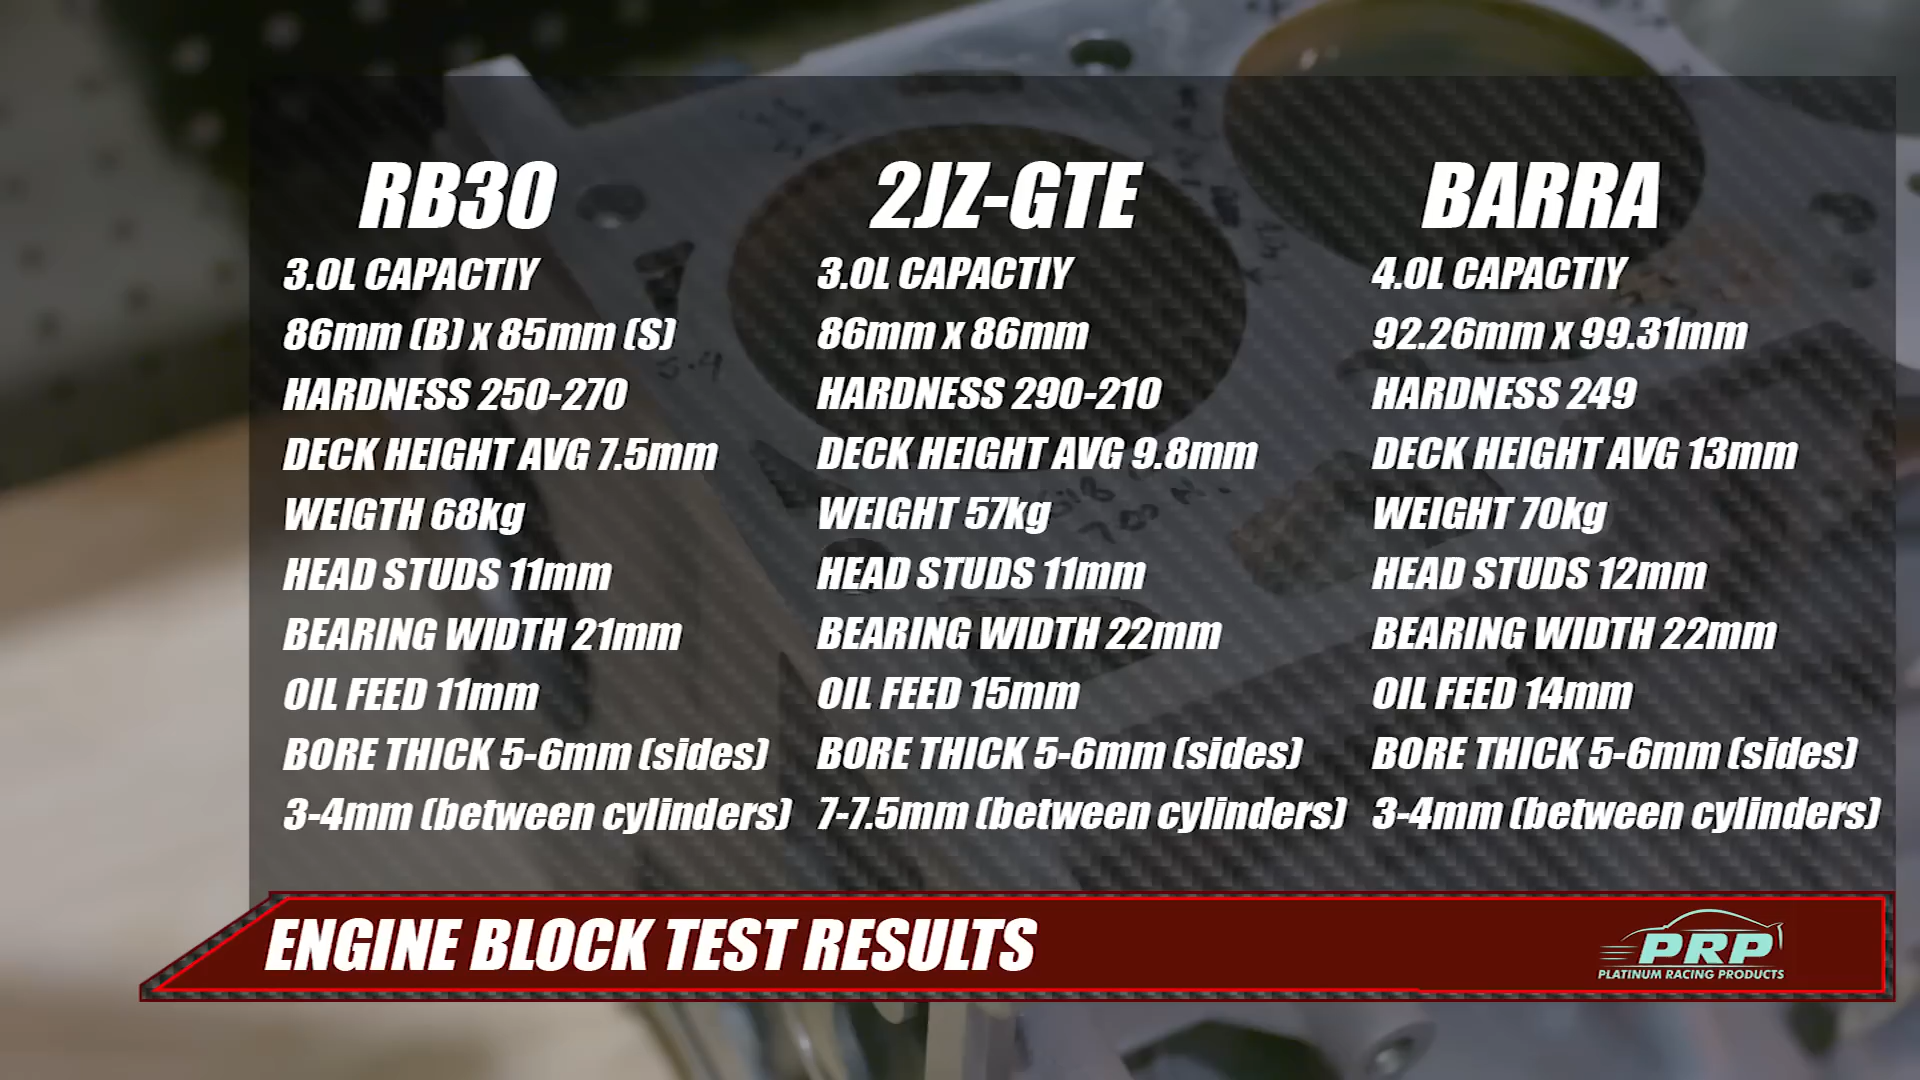 RB30
3.0L CAPACTIY
86mm (B) x 85mm (S)
HARDNESS 250-270
DECK HEIGHT AVG 7.5mm
WEIGTH 68kg
HEAD STUDS 11mm
BEARING WIDTH 21mm
OIL FEED 11mm
BORE THICK 5-6mm (sides)
3-4mm (between cylinders)
2JZ-GTE
3.0L CAPACTIY
86mm x 86mm
HARDNESS 290-210
DECK HEIGHT AVG 9.8mm
WEIGHT 57kg
HEAD STUDS 11mm
BEARING WIDTH 22mm
OIL FEED 15mm
BORE THICK 5-6mm (sides)
7-7.5mm (between cylinders)
BARRA
4.0L CAPACTIY
92.26mm x 99.31mm
HARDNESS 249
DECK HEIGHT AVG 13mm
WEIGHT 70kg
HEAD STUDS 12mm
BEARING WIDTH 22mm
OIL FEED 14mm
BORE THICK 5-6mm (sides)
3-4mm (between cylinders)
ENGINE BLOCK TEST RESULTS
PRP
PLATINUM RACING PRODUCTS